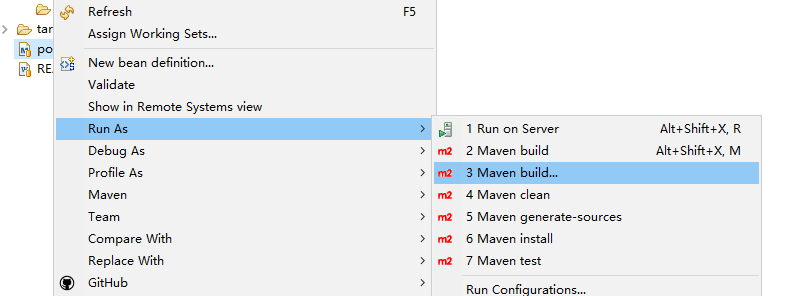 Refresh F5
tar
Assign Working Sets...
po
New bean definition...
RE
Validate
Show in Remote Systems view
Run As
Debug As
Profile As
Maven
Team
Compare With
Replace With
GitHub
1 Run on Server Alt+Shift+X, R
m2 2 Maven build Alt+Shift+X, M
m2 3 Maven build...
m2 4 Maven clean
m2 5 Maven generate-sources
m2 6 Maven install
m2 7 Maven test
Run Configurations...